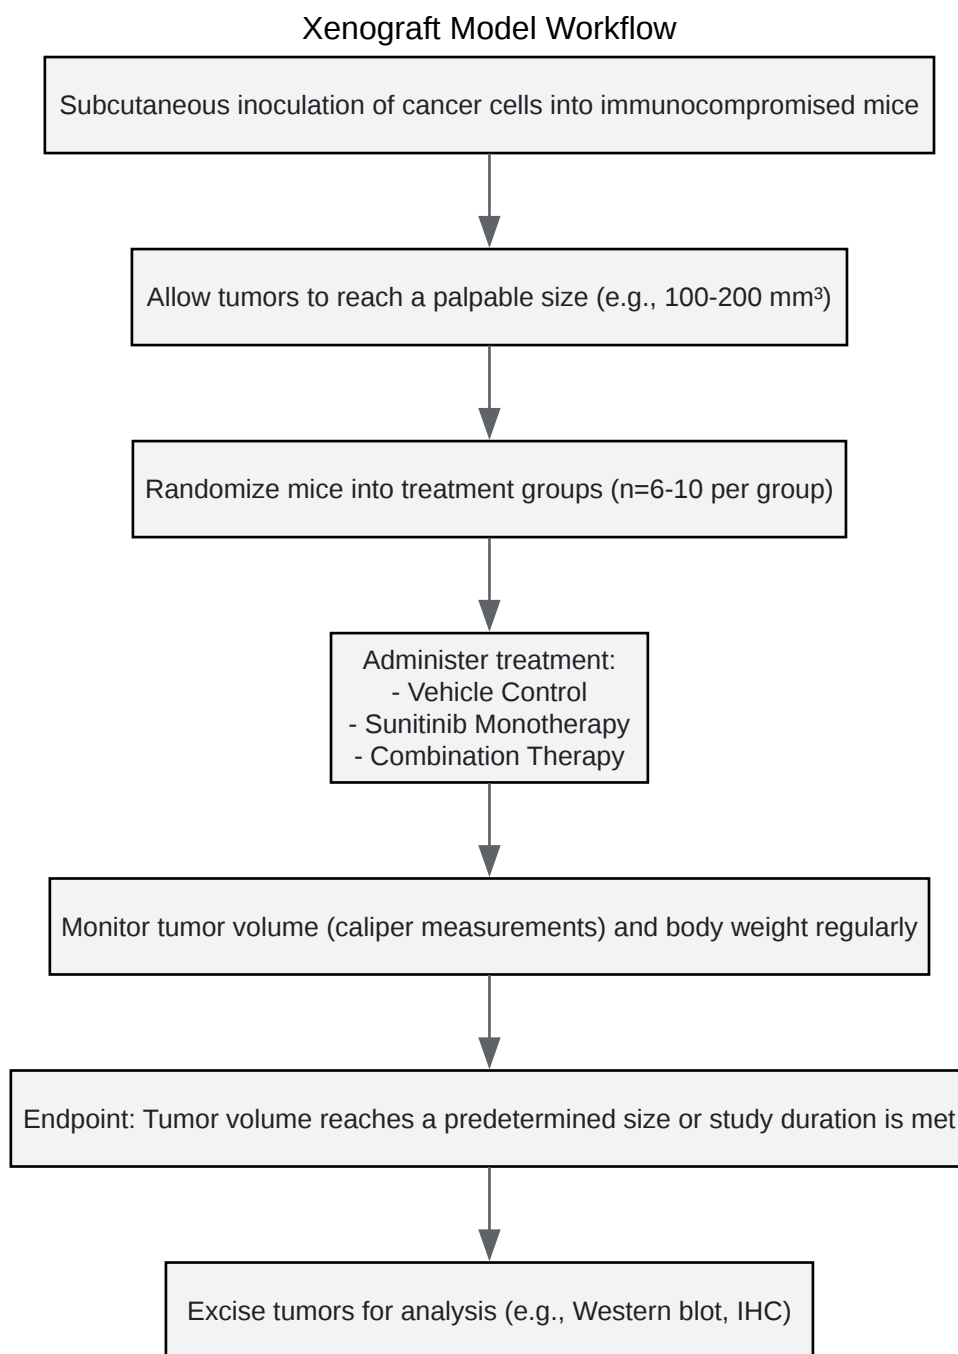 Xenograft Model Workflow
Subcutaneous inoculation of cancer cells into immunocompromised mice
Allow tumors to reach a palpable size (e.g., 100-200 mm³)
Randomize mice into treatment groups (n=6-10 per group)
Administer treatment:
- Vehicle Control
- Sunitinib Monotherapy
- Combination Therapy
Monitor tumor volume (caliper measurements) and body weight regularly
Endpoint: Tumor volume reaches a predetermined size or study duration is met
Excise tumors for analysis (e.g., Western blot, IHC)